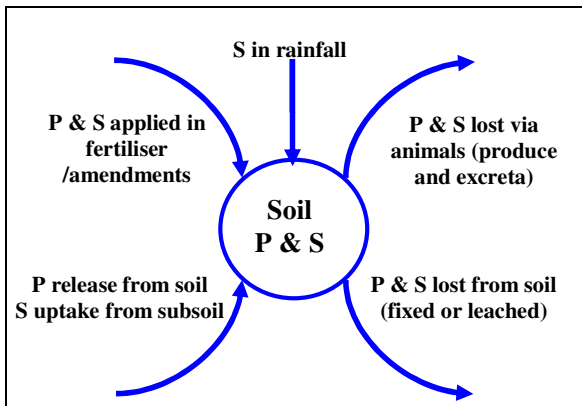 S in rainfall
P & S applied in
fertiliser
/amendments
P & S lost via
animals (produce
and excreta)
Soil
P & S
P release from soil
S uptake from subsoil
P & S lost from soil
(fixed or leached)